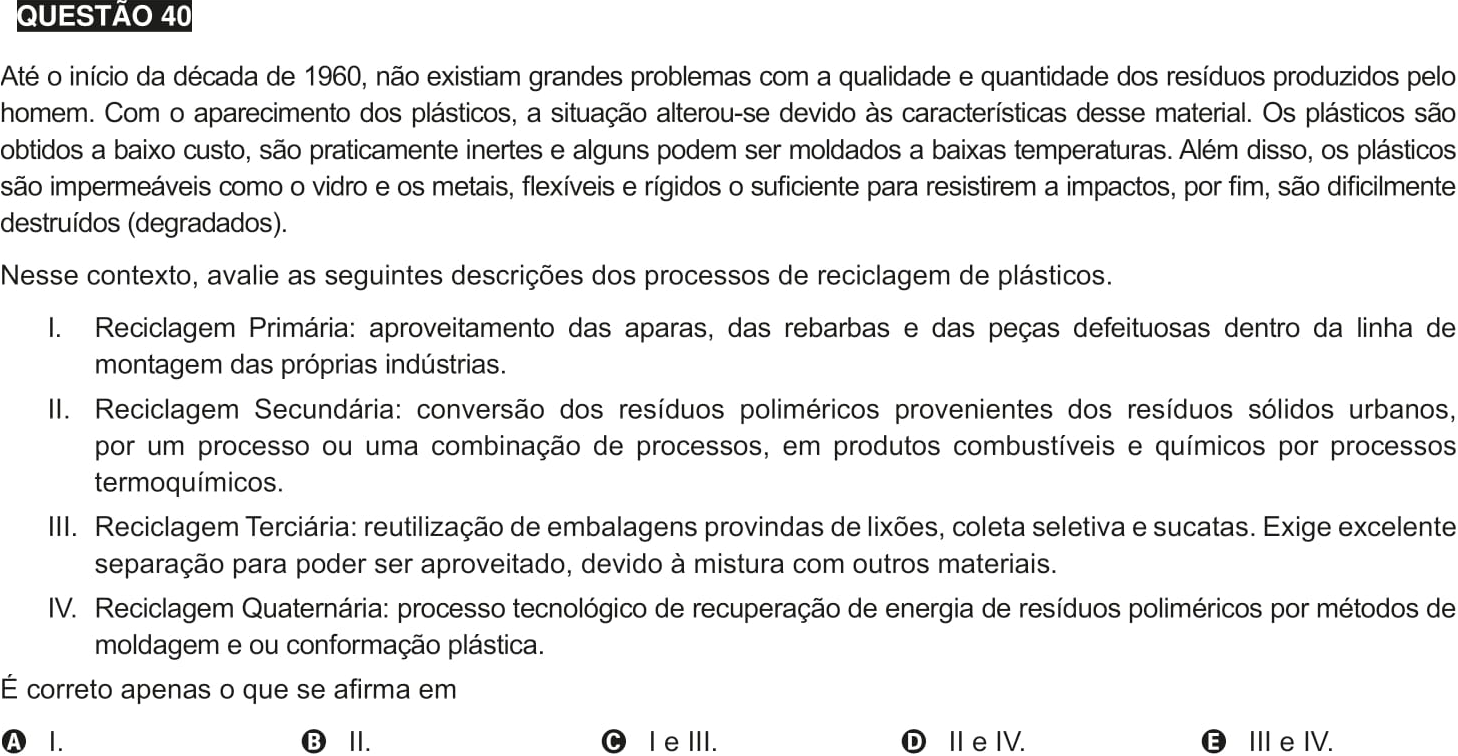 QUESTÃO 40
Até o início da década de 1960, não existiam grandes problemas com a qualidade e quantidade dos resíduos produzidos pelo
homem. Com o aparecimento dos plásticos, a situação alterou-se devido às características desse material. Os plásticos são
obtidos a baixo custo, são praticamente inertes e alguns podem ser moldados a baixas temperaturas. Além disso, os plásticos
são impermeáveis como o vidro e os metais, flexíveis e rígidos o suficiente para resistirem a impactos, por fim, são dificilmente
destruídos (degradados).
Nesse contexto, avalie as seguintes descrições dos processos de reciclagem de plásticos.
I. Reciclagem Primária: aproveitamento das aparas, das rebarbas e das peças defeituosas dentro da linha de
montagem das próprias indústrias.
II. Reciclagem Secundária: conversão dos resíduos poliméricos provenientes dos resíduos sólidos urbanos,
por um processo ou uma combinação de processos, em produtos combustíveis e químicos por processos
termoquímicos.
III. Reciclagem Terciária: reutilização de embalagens provindas de lixões, coleta seletiva e sucatas. Exige excelente
separação para poder ser aproveitado, devido à mistura com outros materiais.
IV. Reciclagem Quaternária: processo tecnológico de recuperação de energia de resíduos poliméricos por métodos de
moldagem e ou conformação plástica.
É correto apenas o que se afirma em
A I. B II. C I e III. D II e IV. E III e IV.